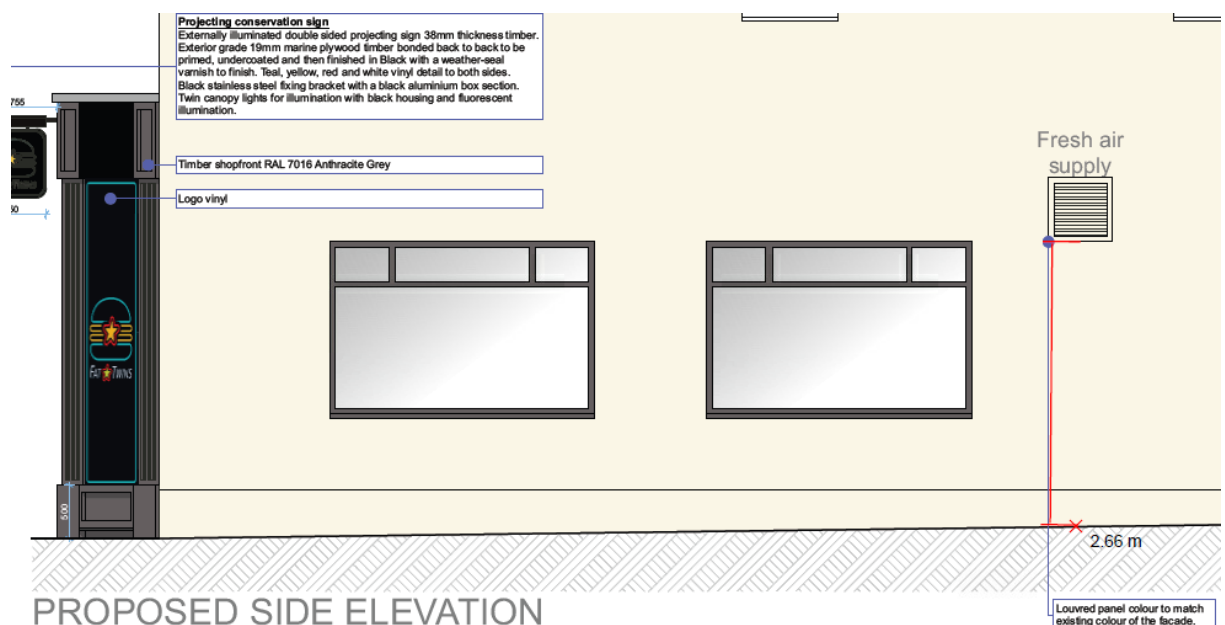 Projecting conservation sign
Externally illuminated double sided projecting sign 38mm thickness timber.
Exterior grade 19mm marine plywood timber bonded back to back to be
primed, undercoated and then finished in Black with a weather-seal
varnish to finish. Teal, yellow, red and white vinyl detail to both sides.
Black stainless steel fixing bracket with a black aluminium box section.
Twin canopy lights for illumination with black housing and fluorescent
illumination.
755
Fresh air
supply
Timber shopfront RAL 7016 Anthracite Grey
Logo vinyl
50
FAT TWINS
500
2.66 m
PROPOSED SIDE ELEVATION
Louvred panel colour to match
existing colour of the facade.